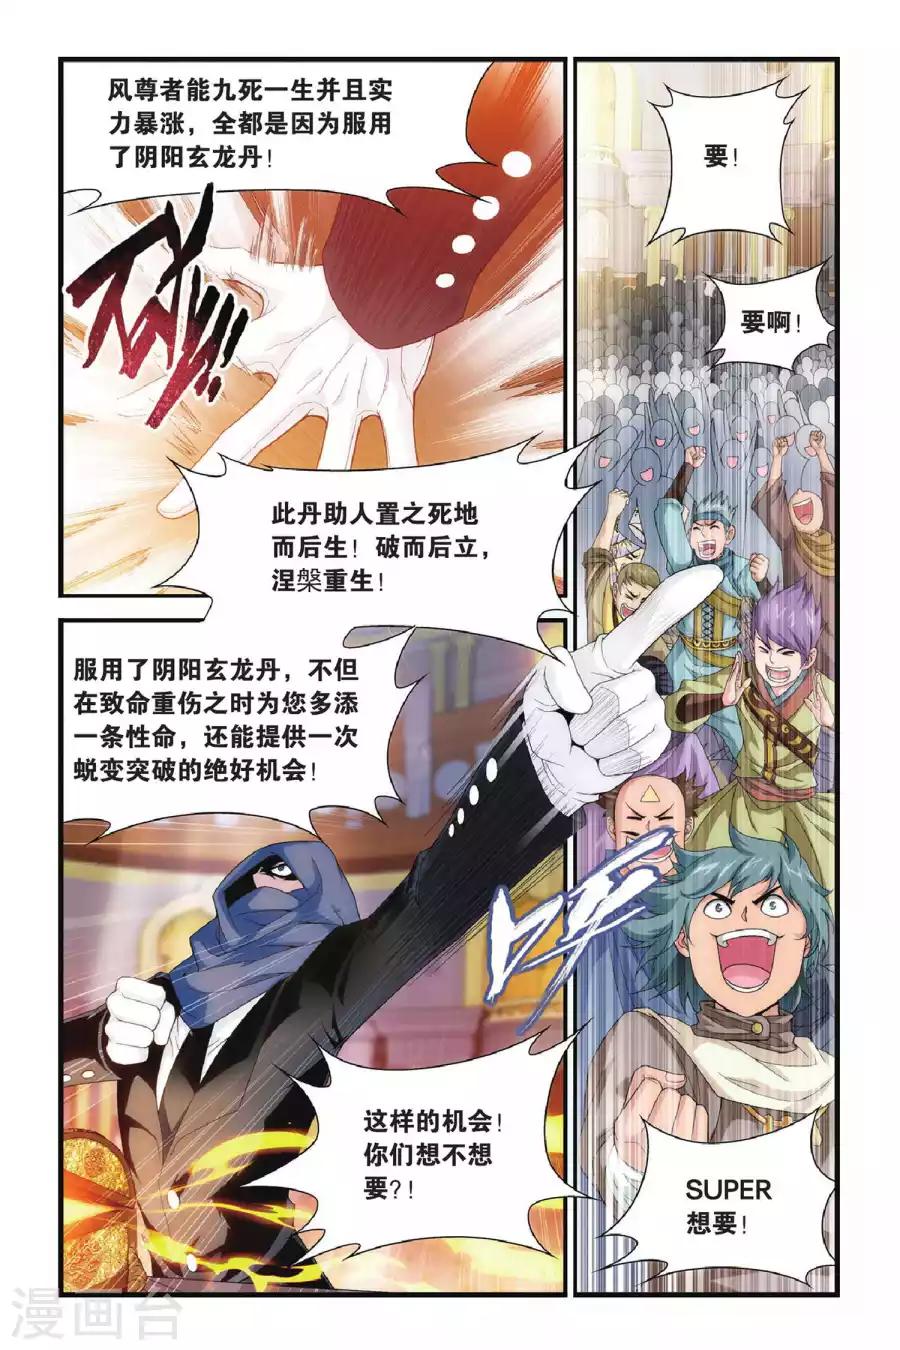 风尊者能九死一生并且实
力暴涨，全都是因为服用
了阴阳玄龙丹！
此丹助人置之死地
而后生！破而后立，
涅槃重生！
服用了阴阳玄龙丹，不但
在致命重伤之时为您多添
一条性命，还能提供一次
蜕变突破的绝好机会！
这样的机会！
你们想不想
要？！
要！
要啊！
SUPER
想要！
漫画台